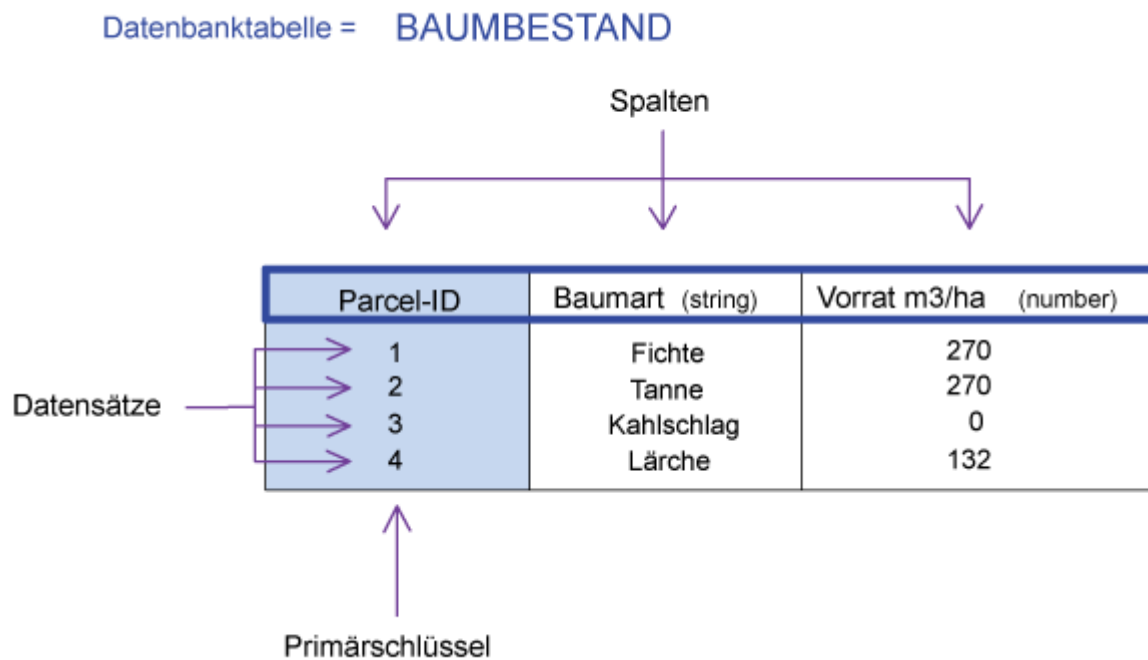 Datenbanktabelle = BAUMBESTAND
Spalten
Parcel-ID Baumart (string) Vorrat m3/ha (number)
1 Fichte 270
2 Tanne 270
Datensätze
3 Kahlschlag 0
4 Lärche 132
Primärschlüssel